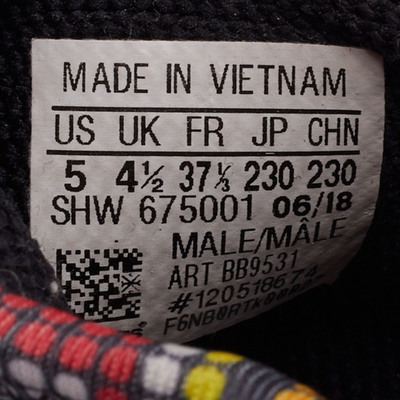 MADE IN VIETNAM
US UK FR JP CHN
5 4½ 37⅓ 230 230
SHW 675001 06/18
MALE/MÂLE
ART BB9531
#120518674